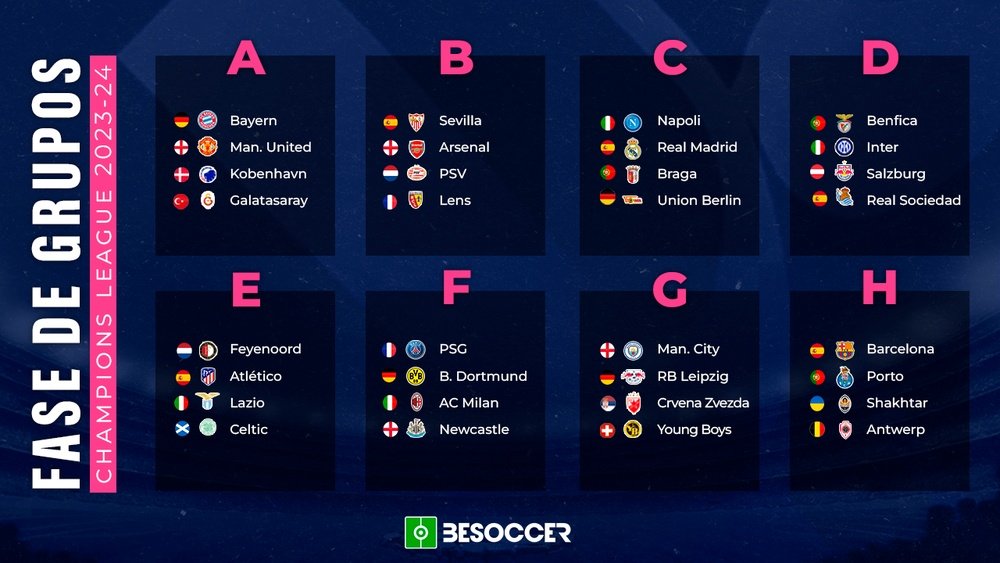 FASE DE GRUPOS
CHAMPIONS LEAGUE 2023-24
A
Bayern
Man. United
Kobenhavn
Galatasaray
B
Sevilla
Arsenal
PSV
Lens
C
Napoli
Real Madrid
Braga
Union Berlin
D
Benfica
Inter
Salzburg
Real Sociedad
E
Feyenoord
Atlético
Lazio
Celtic
F
PSG
B. Dortmund
AC Milan
Newcastle
G
Man. City
RB Leipzig
Crvena Zvezda
Young Boys
H
Barcelona
Porto
Shakhtar
Antwerp
BESOCCER